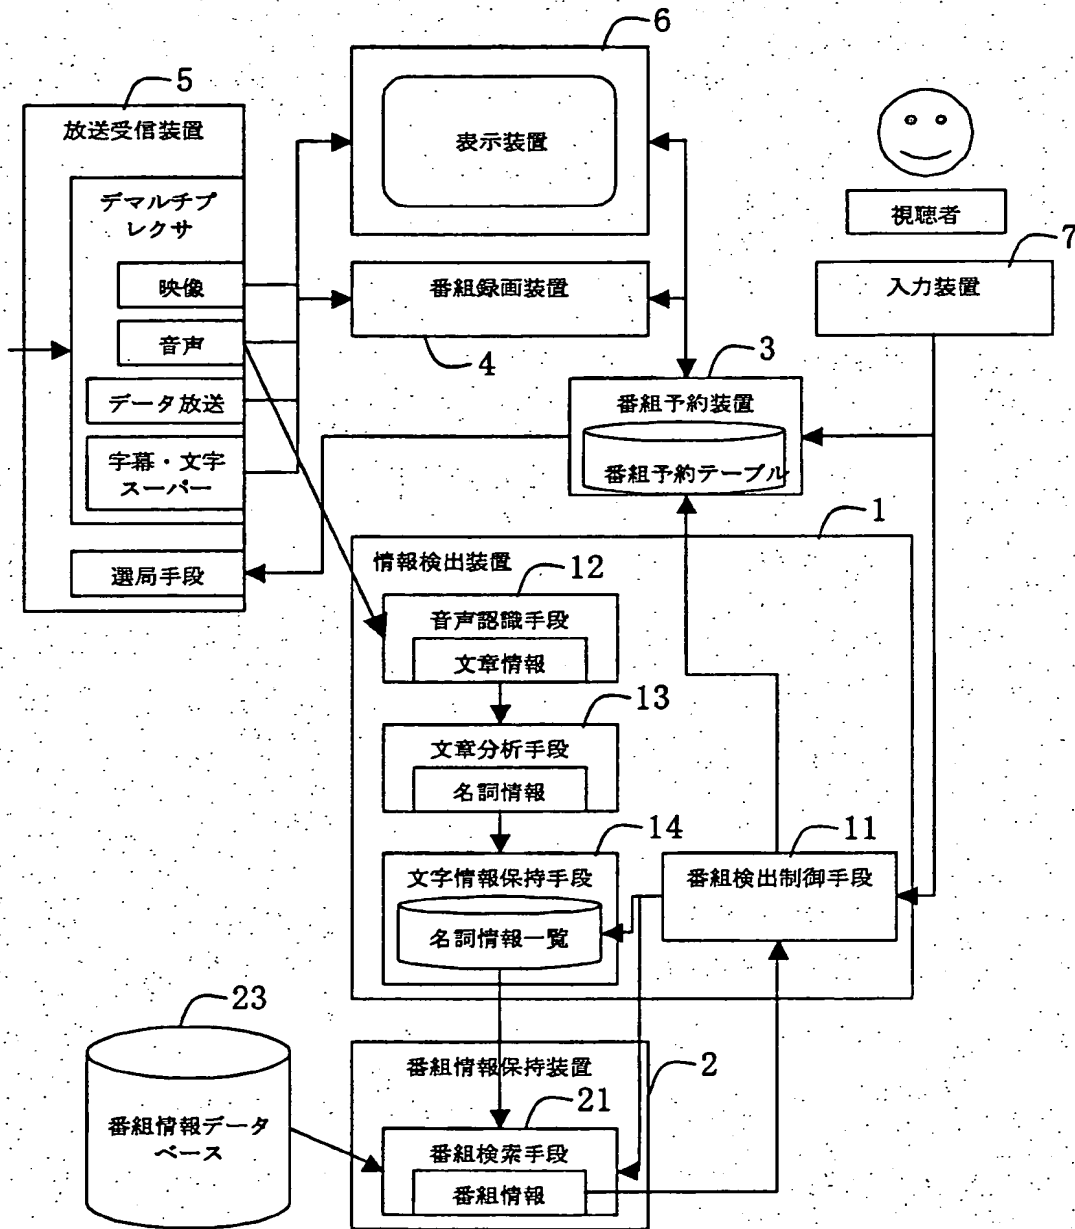 6
5
放送受信装置
デマルチプ
レクサ
映像
音声
データ放送
字幕・文字
スーパー
選局手段
表示装置
視聴者
7
入力装置
番組録画装置
4
3
番組予約装置
番組予約テーブル
1
情報検出装置
12
音声認識手段
文章情報
13
文章分析手段
名詞情報
14
文字情報保持手段
名詞情報一覧
11
番組検出制御手段
23
番組情報データ
ベース
番組情報保持装置
2
21
番組検索手段
番組情報